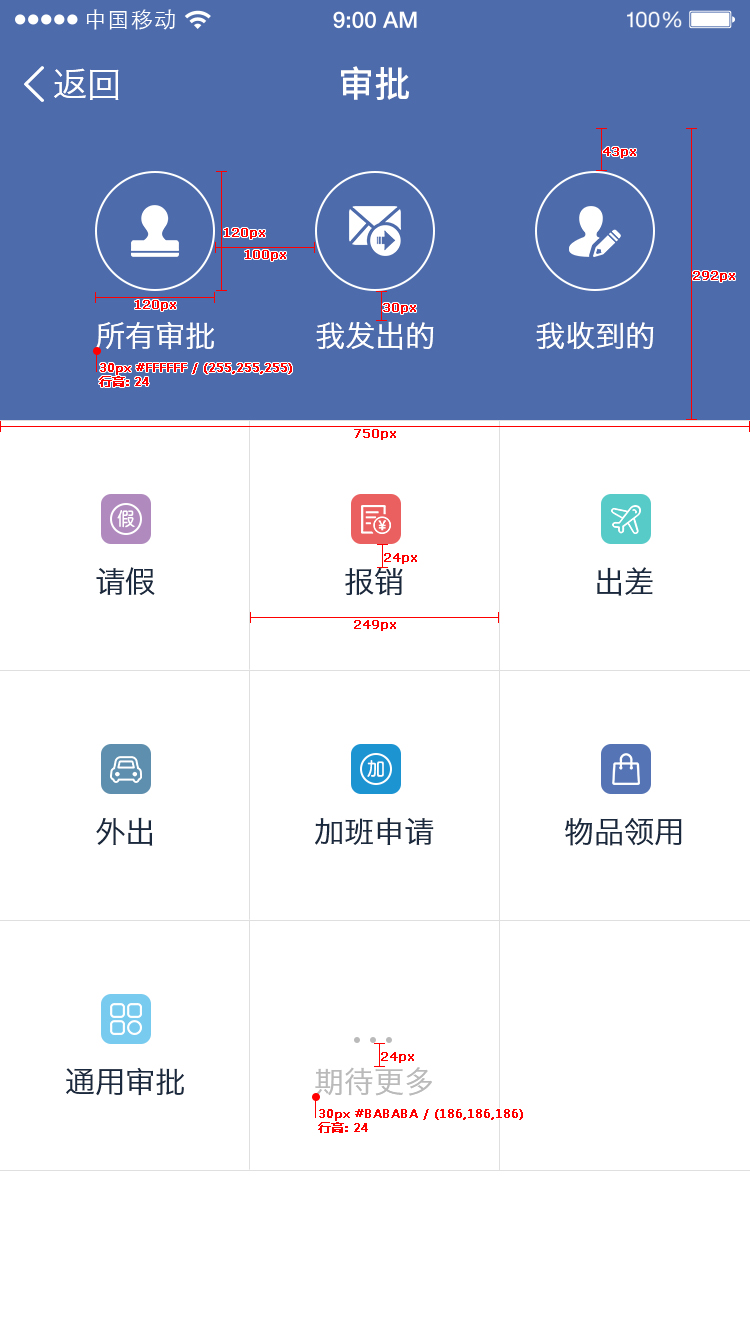 中国移动 9:00 AM 100%
返回 审批
43px
120px
100px
292px
120px
30px
所有审批 我发出的 我收到的
30px #FFFFFF / (255,255,255)
行高: 24
750px
假 ¥
24px
请假 报销 出差
249px
加
外出 加班申请 物品领用
24px
通用审批 期待更多
30px #BABABA / (186,186,186)
行高: 24